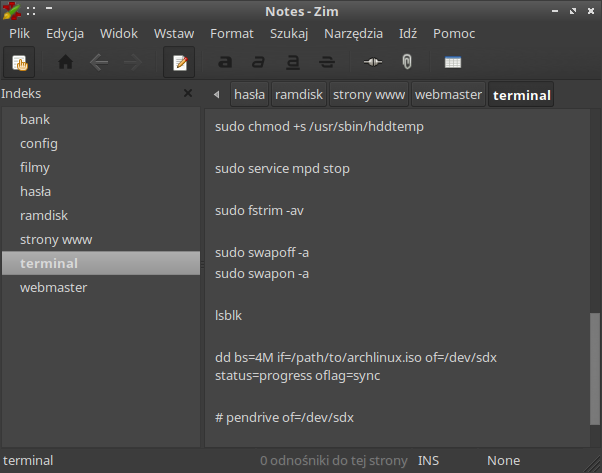 Notes - Zim
Plik Edycja Widok Wstaw Format Szukaj Narzędzia Idź Pomoc
a a a a
Indeks
hasła ramdisk strony www webmaster terminal
bank
config
filmy
hasła
ramdisk
strony www
terminal
webmaster
sudo chmod +s /usr/sbin/hddtemp
sudo service mpd stop
sudo fstrim -av
sudo swapoff -a
sudo swapon -a
lsblk
dd bs=4M if=/path/to/archlinux.iso of=/dev/sdx
status=progress oflag=sync
# pendrive of=/dev/sdx
terminal 0 odnośniki do tej strony INS None